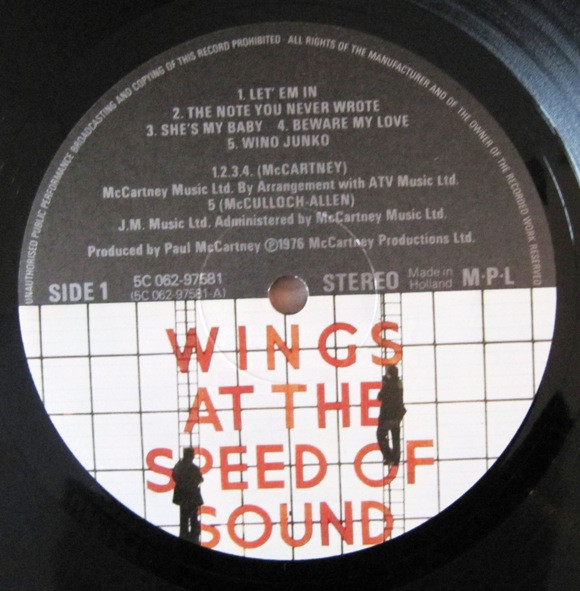 UNAUTHORISED PUBLIC PERFORMANCE BROADCASTING AND COPYING OF THIS RECORD PROHIBITED · ALL RIGHTS OF THE MANUFACTURER AND OF THE OWNER OF THE RECORDED WORK RESERVED
1. LET' EM IN
2. THE NOTE YOU NEVER WROTE
3. SHE'S MY BABY 4. BEWARE MY LOVE
5. WINO JUNKO
1.2.3.4. (McCARTNEY)
McCartney Music Ltd. By Arrangement with ATV Music Ltd.
5 (McCULLOCH-ALLEN)
J.M. Music Ltd. Administered by McCartney Music Ltd.
Produced by Paul McCartney ℗1976 McCartney Productions Ltd.
SIDE 1 5C 062-97581 STEREO Made in Holland M·P·L
(5C 062-97581-A)
WINGS
AT THE
SPEED OF
SOUND